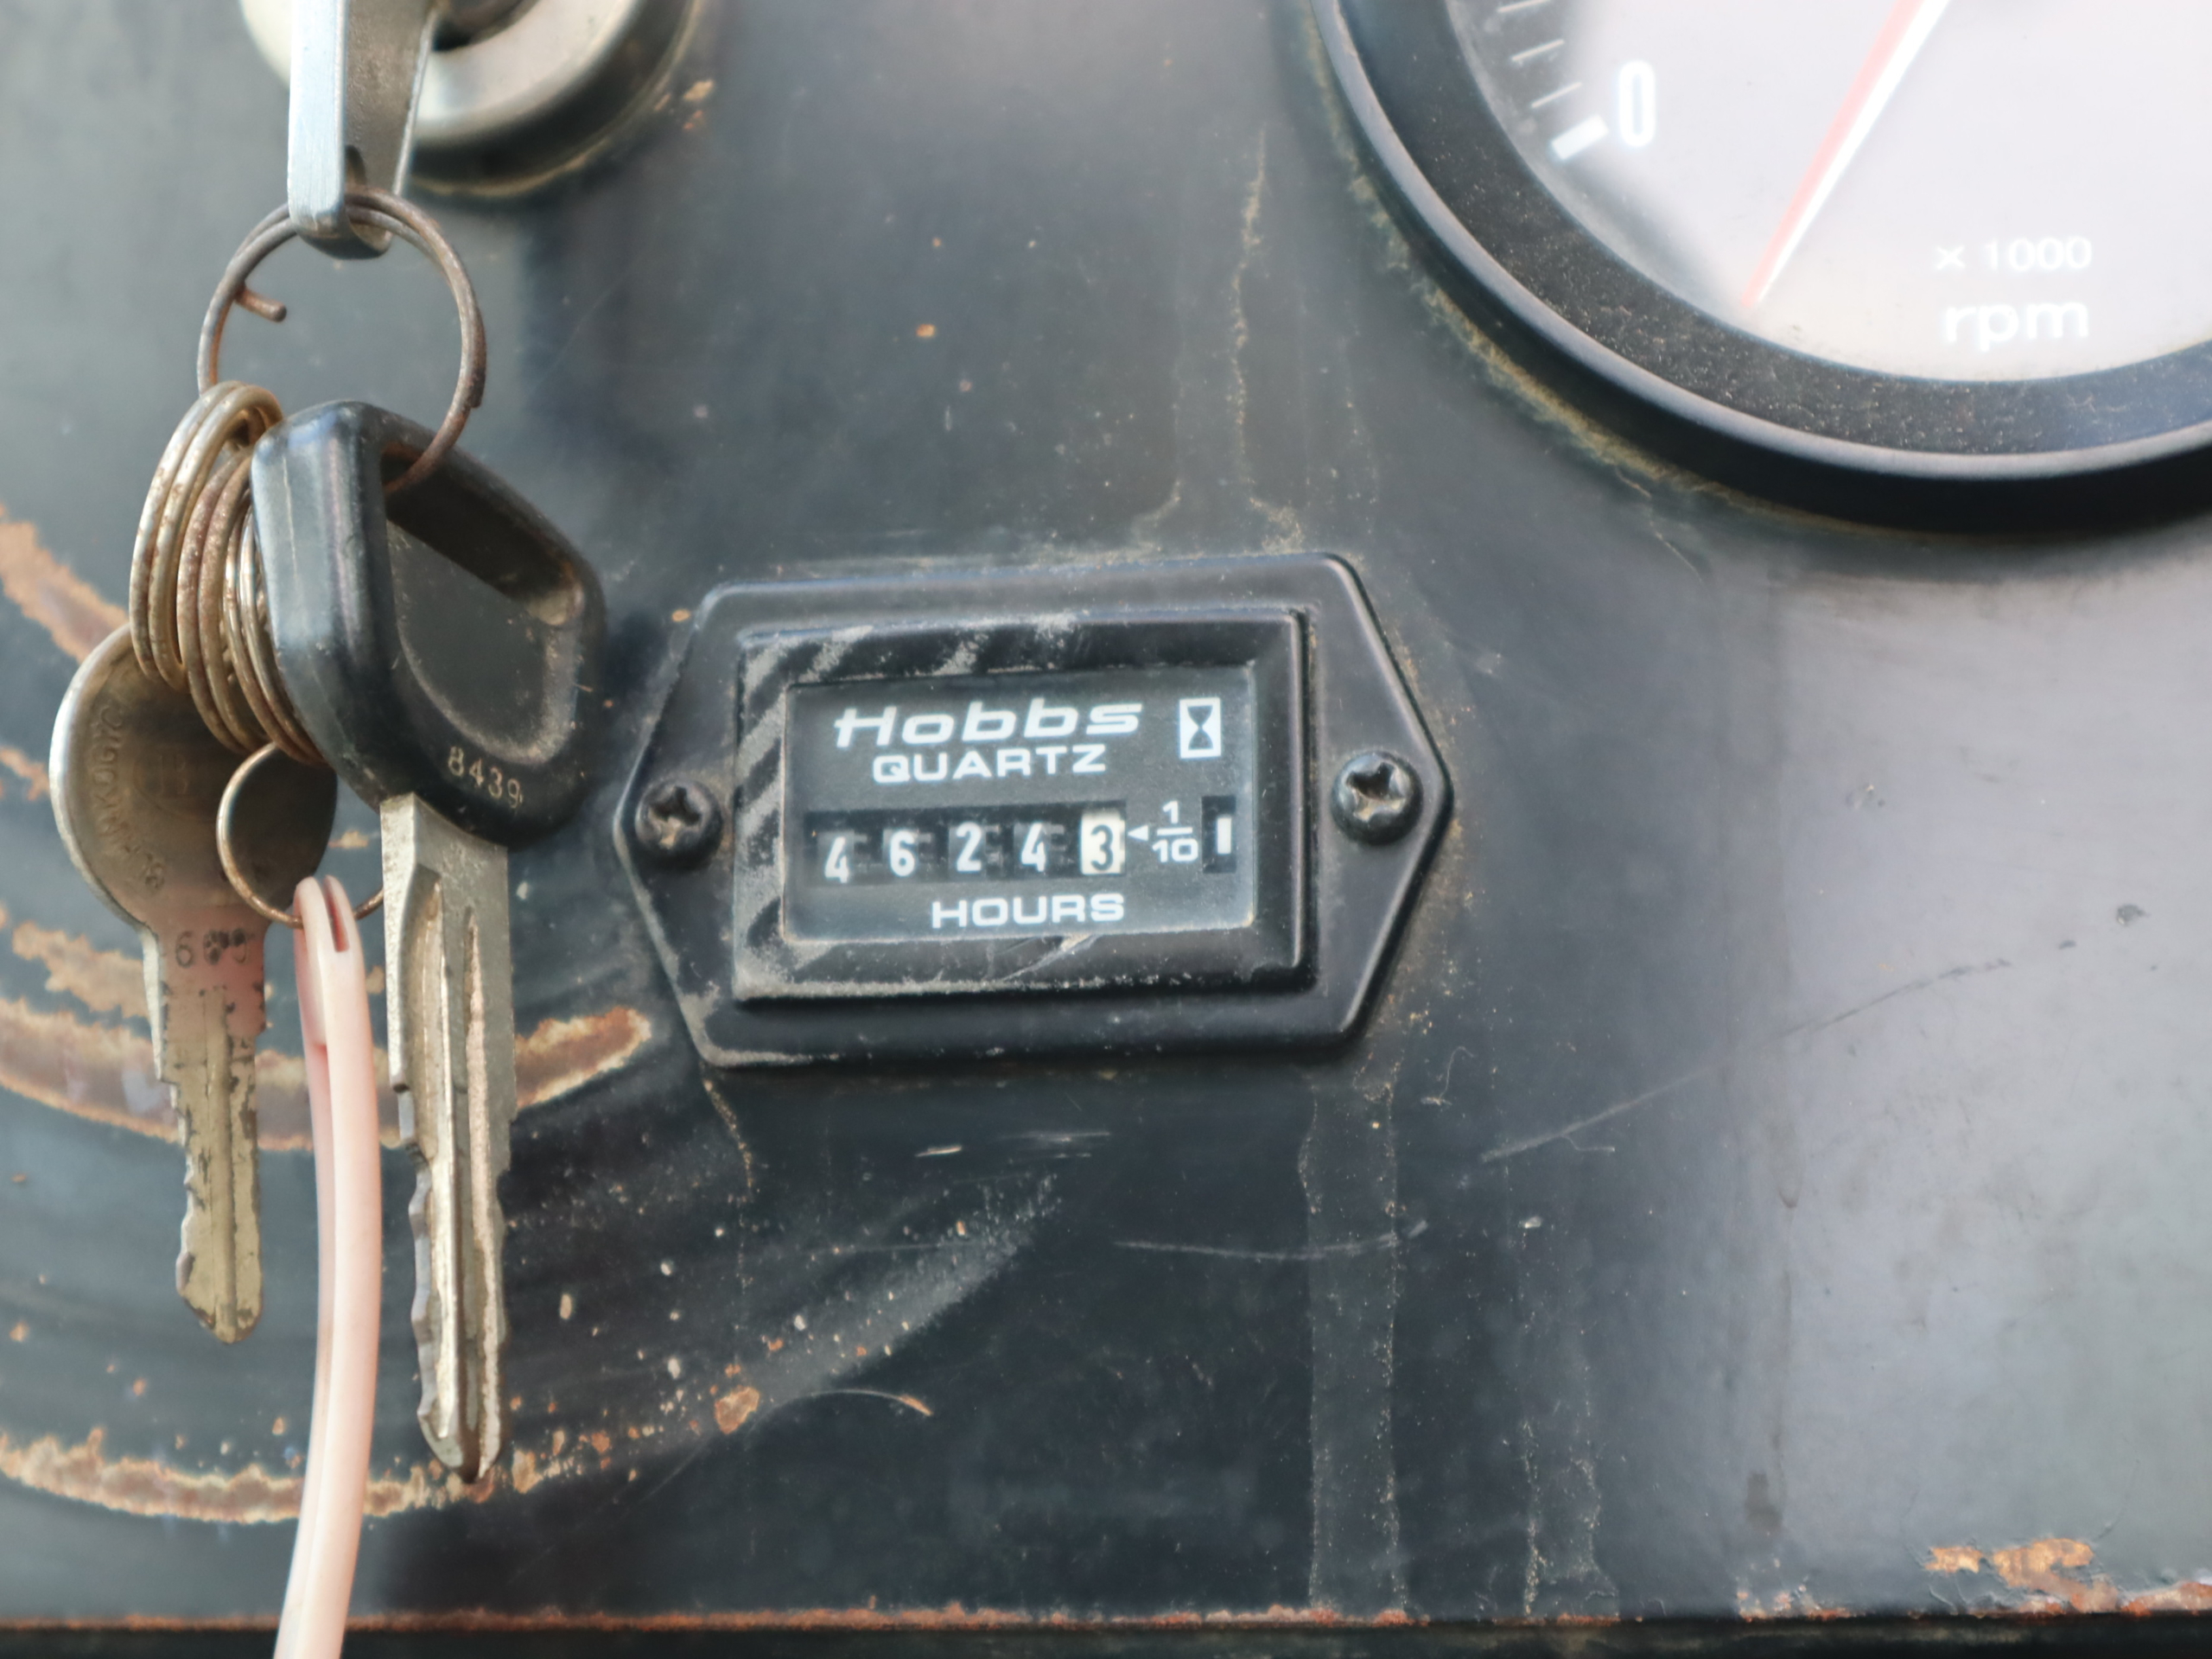 0
× 1000
rpm
8439
Hobbs
QUARTZ
4 6 2 4 3
1/10
HOURS